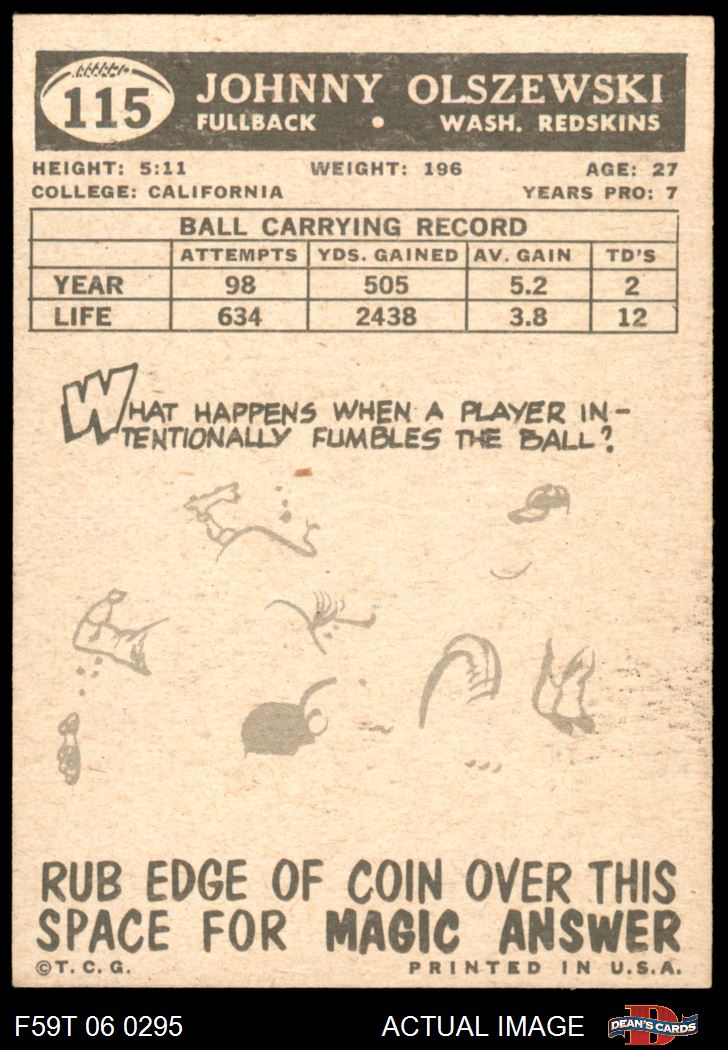 115
JOHNNY OLSZEWSKI
FULLBACK • WASH. REDSKINS
HEIGHT: 5:11 WEIGHT: 196 AGE: 27
COLLEGE: CALIFORNIA YEARS PRO: 7
BALL CARRYING RECORD
ATTEMPTS YDS. GAINED AV. GAIN TD'S
YEAR 98 505 5.2 2
LIFE 634 2438 3.8 12
WHAT HAPPENS WHEN A PLAYER IN-
TENTIONALLY FUMBLES THE BALL?
RUB EDGE OF COIN OVER THIS
SPACE FOR MAGIC ANSWER
©T.C.G. PRINTED IN U.S.A.
F59T 06 0295 ACTUAL IMAGE DEAN'S CARDS